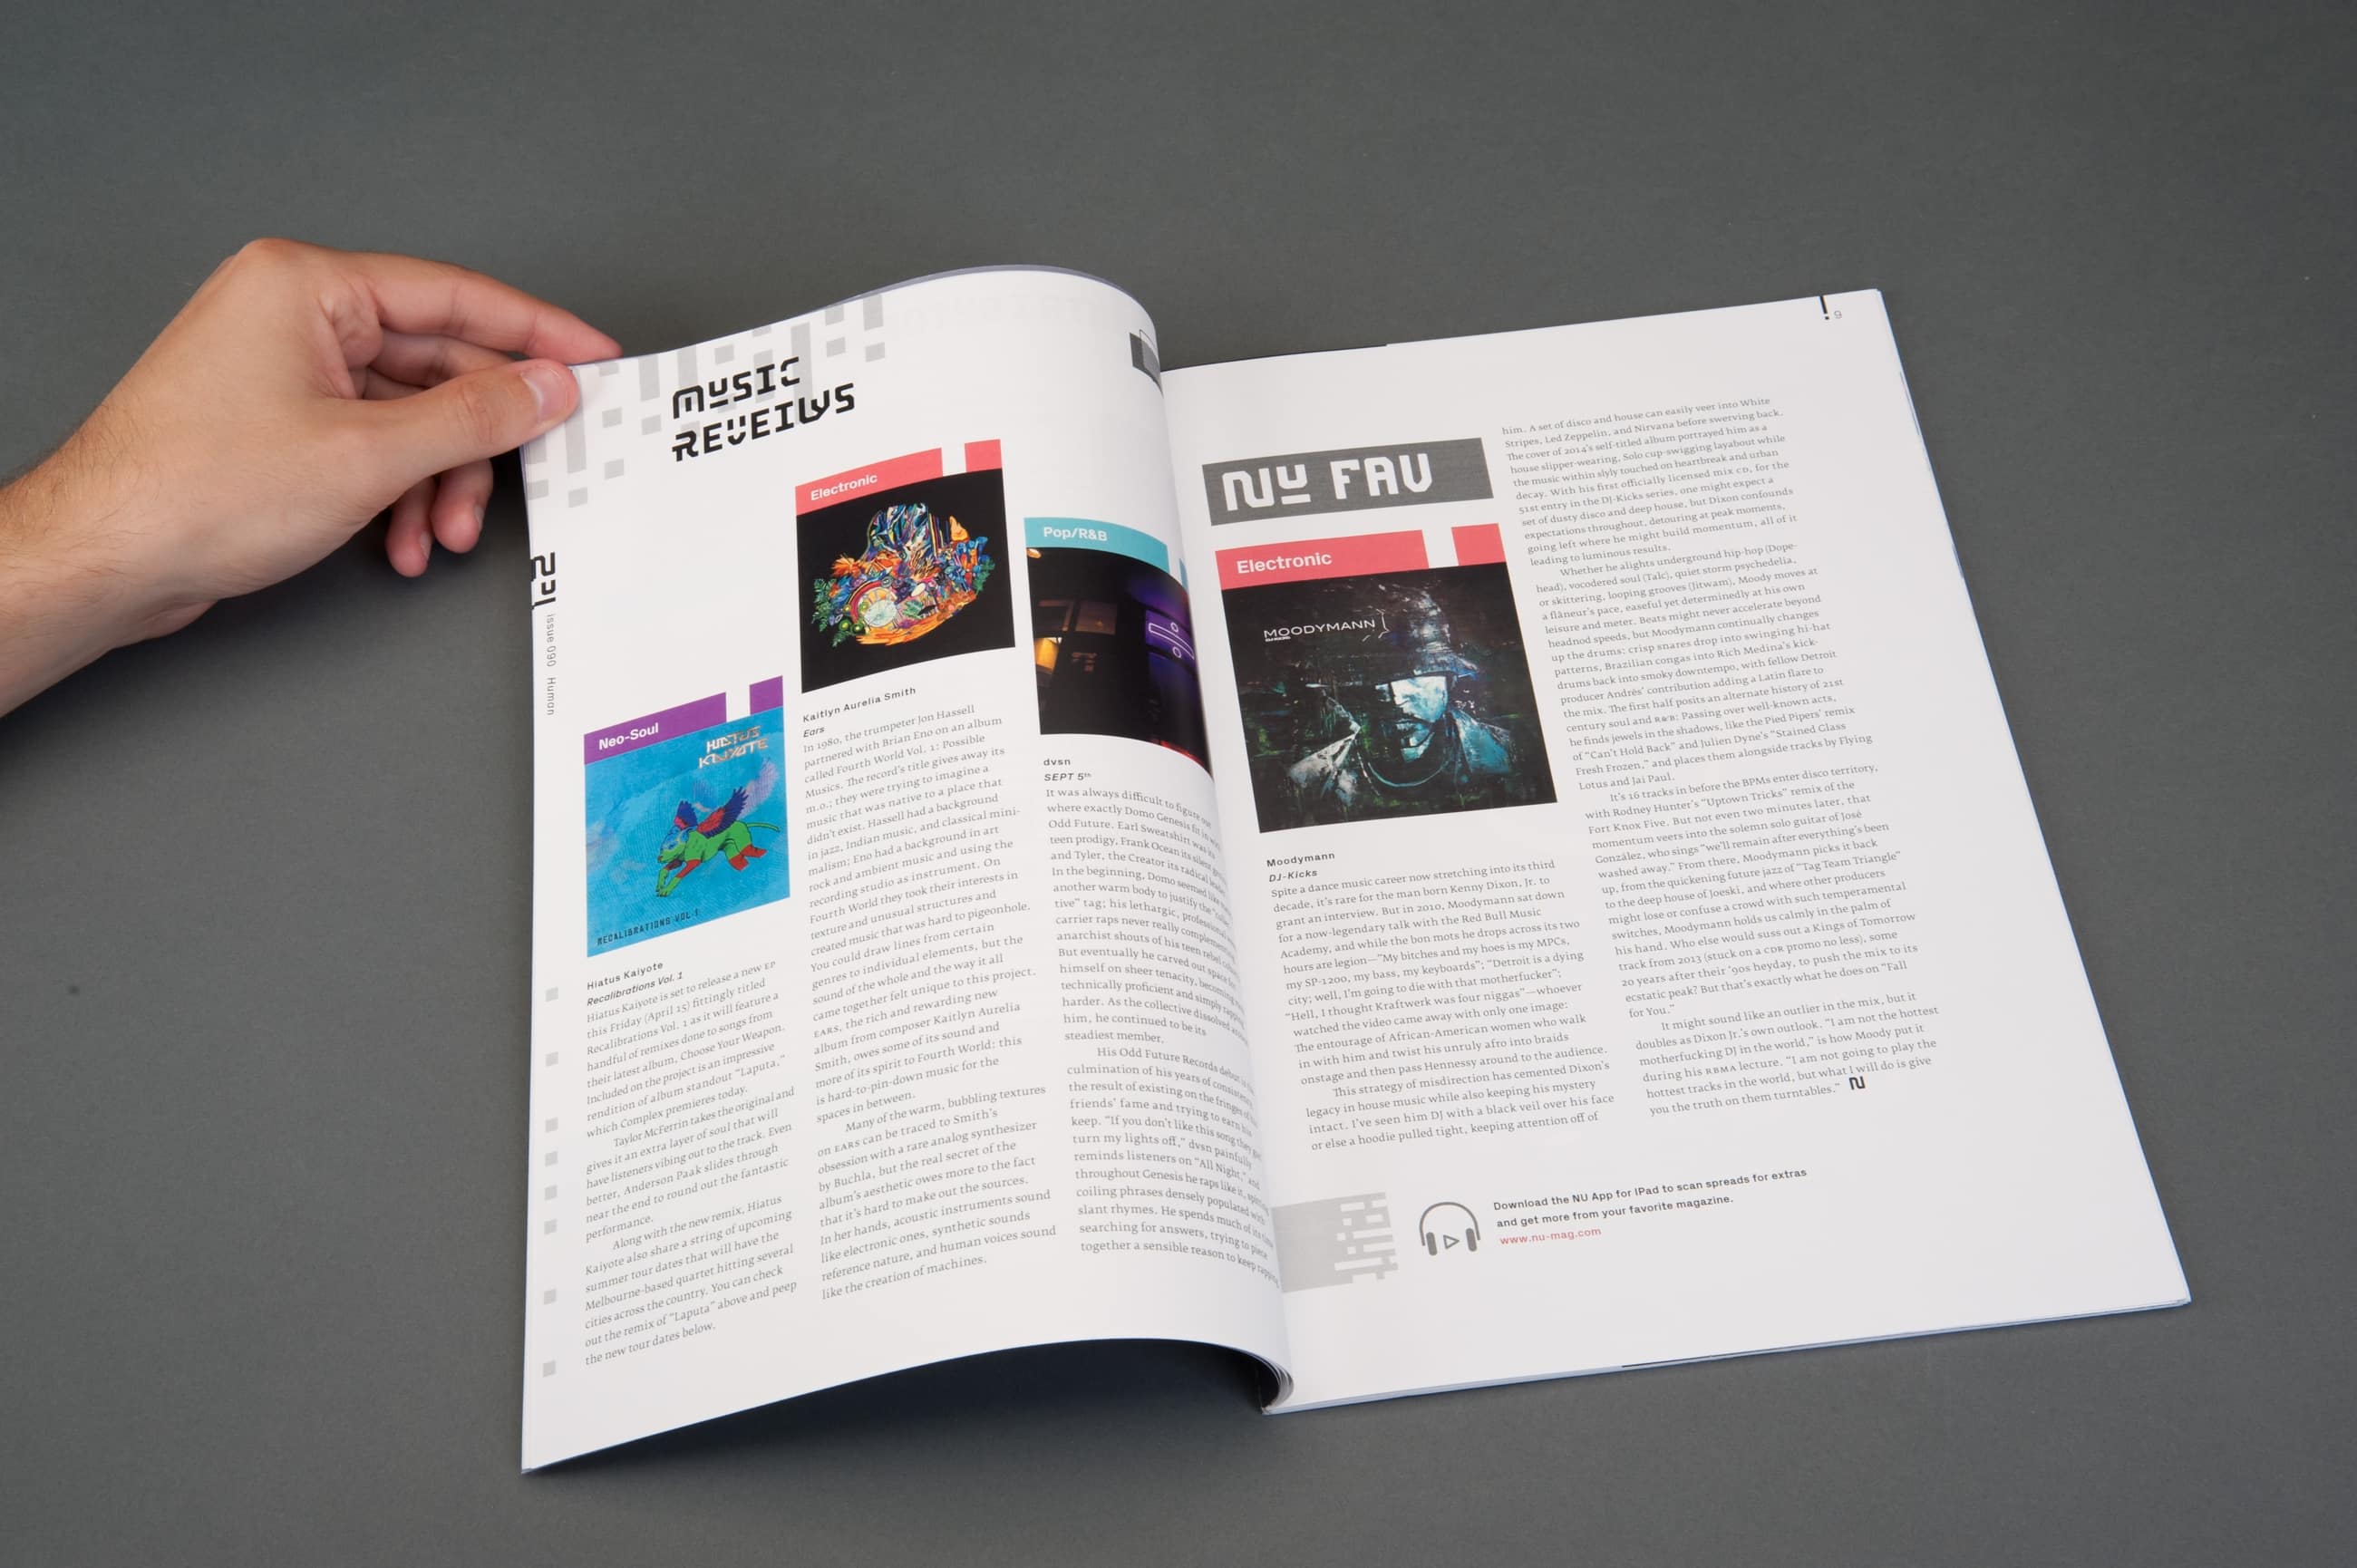 MUSIC
REVEIWS
issue 090 Human
Neo-Soul
HIATUS
KAIYOTE
RECALIBRATIONS VOL.1
Hiatus Kaiyote
Recalibrations Vol. 1
Hiatus Kaiyote is set to release a new EP
this Friday (April 15) fittingly titled
Recalibrations Vol. 1 as it will feature a
handful of remixes done to songs from
their latest album, Choose Your Weapon.
Included on the project is an impressive
rendition of album standout "Laputa,"
which Complex premieres today.
Taylor McFerrin takes the original and
gives it an extra layer of soul that will
have listeners vibing out to the track. Even
better, Anderson Paak slides through
near the end to round out the fantastic
performance.
Along with the new remix, Hiatus
Kaiyote also share a string of upcoming
summer tour dates that will have the
Melbourne-based quartet hitting several
cities across the country. You can check
out the remix of "Laputa" above and peep
the new tour dates below.
Electronic
Kaitlyn Aurelia Smith
Ears
In 1980, the trumpeter Jon Hassell
partnered with Brian Eno on an album
called Fourth World Vol. 1: Possible
Musics. The record's title gives away its
m.o.; they were trying to imagine a
music that was native to a place that
didn't exist. Hassell had a background
in jazz, Indian music, and classical mini-
malism; Eno had a background in art
rock and ambient music and using the
recording studio as instrument. On
Fourth World they took their interests in
texture and unusual structures and
created music that was hard to pigeonhole.
You could draw lines from certain
genres to individual elements, but the
sound of the whole and the way it all
came together felt unique to this project.
EARS, the rich and rewarding new
album from composer Kaitlyn Aurelia
Smith, owes some of its sound and
more of its spirit to Fourth World: this
is hard-to-pin-down music for the
spaces in between.
Many of the warm, bubbling textures
on EARS can be traced to Smith's
obsession with a rare analog synthesizer
by Buchla, but the real secret of the
album's aesthetic owes more to the fact
that it's hard to make out the sources.
In her hands, acoustic instruments sound
like electronic ones, synthetic sounds
reference nature, and human voices sound
like the creation of machines.
Pop/R&B
dvsn
SEPT 5th
It was always difficult to figure out
where exactly Domo Genesis fit in with
Odd Future. Earl Sweatshirt was its
teen prodigy, Frank Ocean its silent
and Tyler, the Creator its radical leader.
In the beginning, Domo seemed like
another warm body to justify the
tive" tag; his lethargic, professional
carrier raps never really complemented
anarchist shouts of his teen rebel
But eventually he carved out space for
himself on sheer tenacity, becoming
technically proficient and simply rapping
harder. As the collective dissolved around
him, he continued to be its
steadiest member.
His Odd Future Records debut is the
culmination of his years of consistency,
the result of existing on the fringes of his
friends' fame and trying to earn his
keep. "If you don't like this song they
turn my lights off," dvsn painfully
reminds listeners on "All Night," and
throughout Genesis he raps like it,
coiling phrases densely populated with
slant rhymes. He spends much of its time
searching for answers, trying to piece
together a sensible reason to keep rapping.
9
NU FAV
Electronic
MOODYMANN
Moodymann
DJ-Kicks
Spite a dance music career now stretching into its third
decade, it's rare for the man born Kenny Dixon, Jr. to
grant an interview. But in 2010, Moodymann sat down
for a now-legendary talk with the Red Bull Music
Academy, and while the bon mots he drops across its two
hours are legion—"My bitches and my hoes is my MPCs,
my SP-1200, my bass, my keyboards"; "Detroit is a dying
city; well, I'm going to die with that motherfucker";
"Hell, I thought Kraftwerk was four niggas"—whoever
watched the video came away with only one image:
The entourage of African-American women who walk
in with him and twist his unruly afro into braids
onstage and then pass Hennessy around to the audience.
This strategy of misdirection has cemented Dixon's
legacy in house music while also keeping his mystery
intact. I've seen him DJ with a black veil over his face
or else a hoodie pulled tight, keeping attention off of
him. A set of disco and house can easily veer into White
Stripes, Led Zeppelin, and Nirvana before swerving back.
The cover of 2014's self-titled album portrayed him as a
house slipper-wearing, Solo cup-swigging layabout while
the music within slyly touched on heartbreak and urban
decay. With his first officially licensed mix CD, for the
51st entry in the DJ-Kicks series, one might expect a
set of dusty disco and deep house, but Dixon confounds
expectations throughout, detouring at peak moments,
going left where he might build momentum, all of it
leading to luminous results.
Whether he alights underground hip-hop (Dope-
head), vocodered soul (Talc), quiet storm psychedelia,
or skittering, looping grooves (Jitwam), Moody moves at
a flâneur's pace, easeful yet determinedly at his own
leisure and meter. Beats might never accelerate beyond
headnod speeds, but Moodymann continually changes
up the drums: crisp snares drop into swinging hi-hat
patterns, Brazilian congas into Rich Medina's kick-
drums back into smoky downtempo, with fellow Detroit
producer Andrés' contribution adding a Latin flare to
the mix. The first half posits an alternate history of 21st
century soul and R&B: Passing over well-known acts,
he finds jewels in the shadows, like the Pied Pipers' remix
of "Can't Hold Back" and Julien Dyne's "Stained Glass
Fresh Frozen," and places them alongside tracks by Flying
Lotus and Jai Paul.
It's 16 tracks in before the BPMs enter disco territory,
with Rodney Hunter's "Uptown Tricks" remix of the
Fort Knox Five. But not even two minutes later, that
momentum veers into the solemn solo guitar of José
González, who sings "we'll remain after everything's been
washed away." From there, Moodymann picks it back
up, from the quickening future jazz of "Tag Team Triangle"
to the deep house of Joeski, and where other producers
might lose or confuse a crowd with such temperamental
switches, Moodymann holds us calmly in the palm of
his hand. Who else would suss out a Kings of Tomorrow
track from 2013 (stuck on a CDR promo no less), some
20 years after their '90s heyday, to push the mix to its
ecstatic peak? But that's exactly what he does on "Fall
for You."
It might sound like an outlier in the mix, but it
doubles as Dixon Jr.'s own outlook. "I am not the hottest
motherfucking DJ in the world," is how Moody put it
during his RBMA lecture. "I am not going to play the
hottest tracks in the world, but what I will do is give
you the truth on them turntables."
Download the NU App for iPad to scan spreads for extras
and get more from your favorite magazine.
www.nu-mag.com